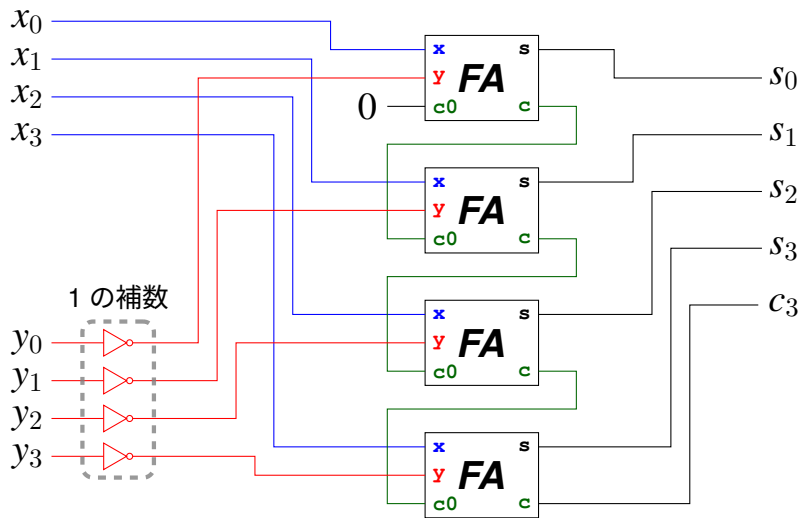 x0
x1
x2
x3
0
x s
y FA
c0 c
s0
x s
y FA
c0 c
s1
x s
y FA
c0 c
s2
x s
y FA
c0 c
s3
c3
1 の補数
y0
y1
y2
y3